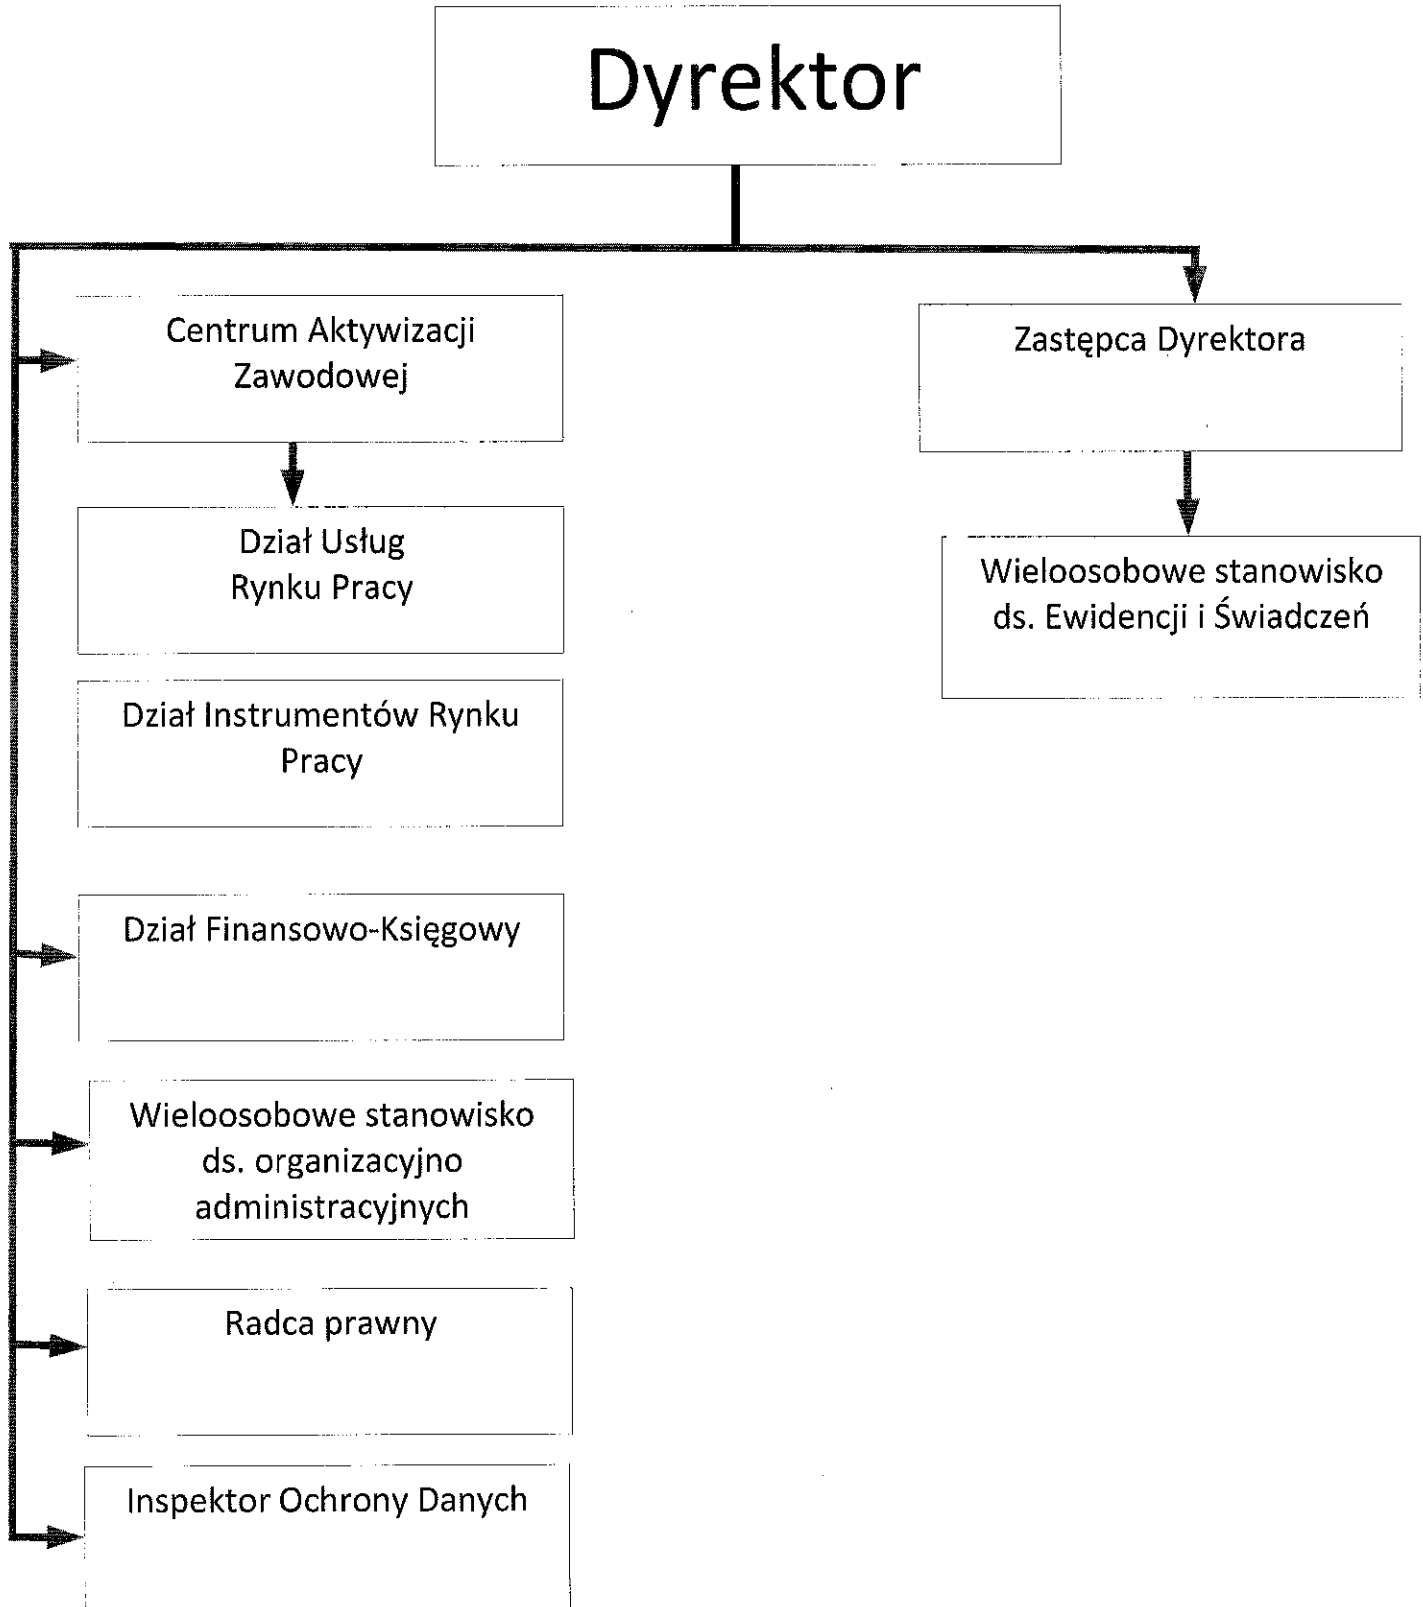 Dyrektor
Centrum Aktywizacji
Zawodowej
Dział Usług
Rynku Pracy
Dział Instrumentów Rynku
Pracy
Dział Finansowo-Księgowy
Wieloosobowe stanowisko
ds. organizacyjno
administracyjnych
Radca prawny
Inspektor Ochrony Danych
Zastępca Dyrektora
Wieloosobowe stanowisko
ds. Ewidencji i Świadczeń